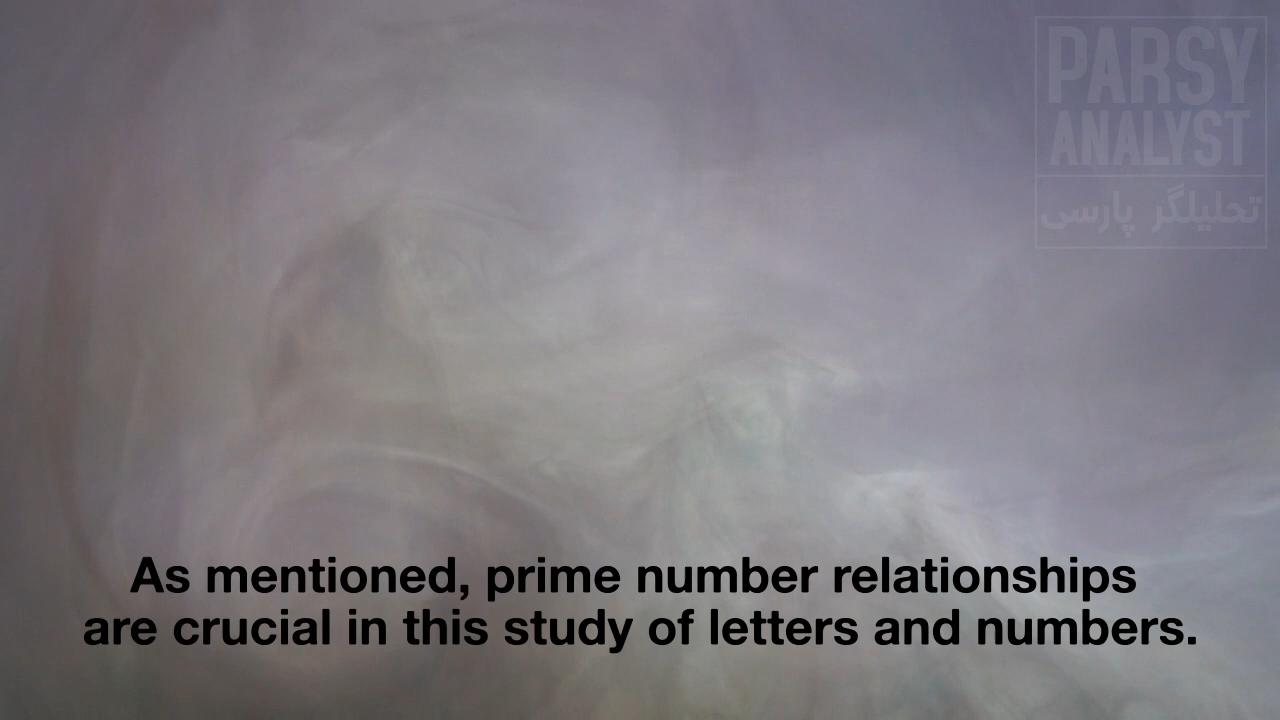 PARSY
ANALYST
تحلیلگر پارسی
As mentioned, prime number relationships
are crucial in this study of letters and numbers.